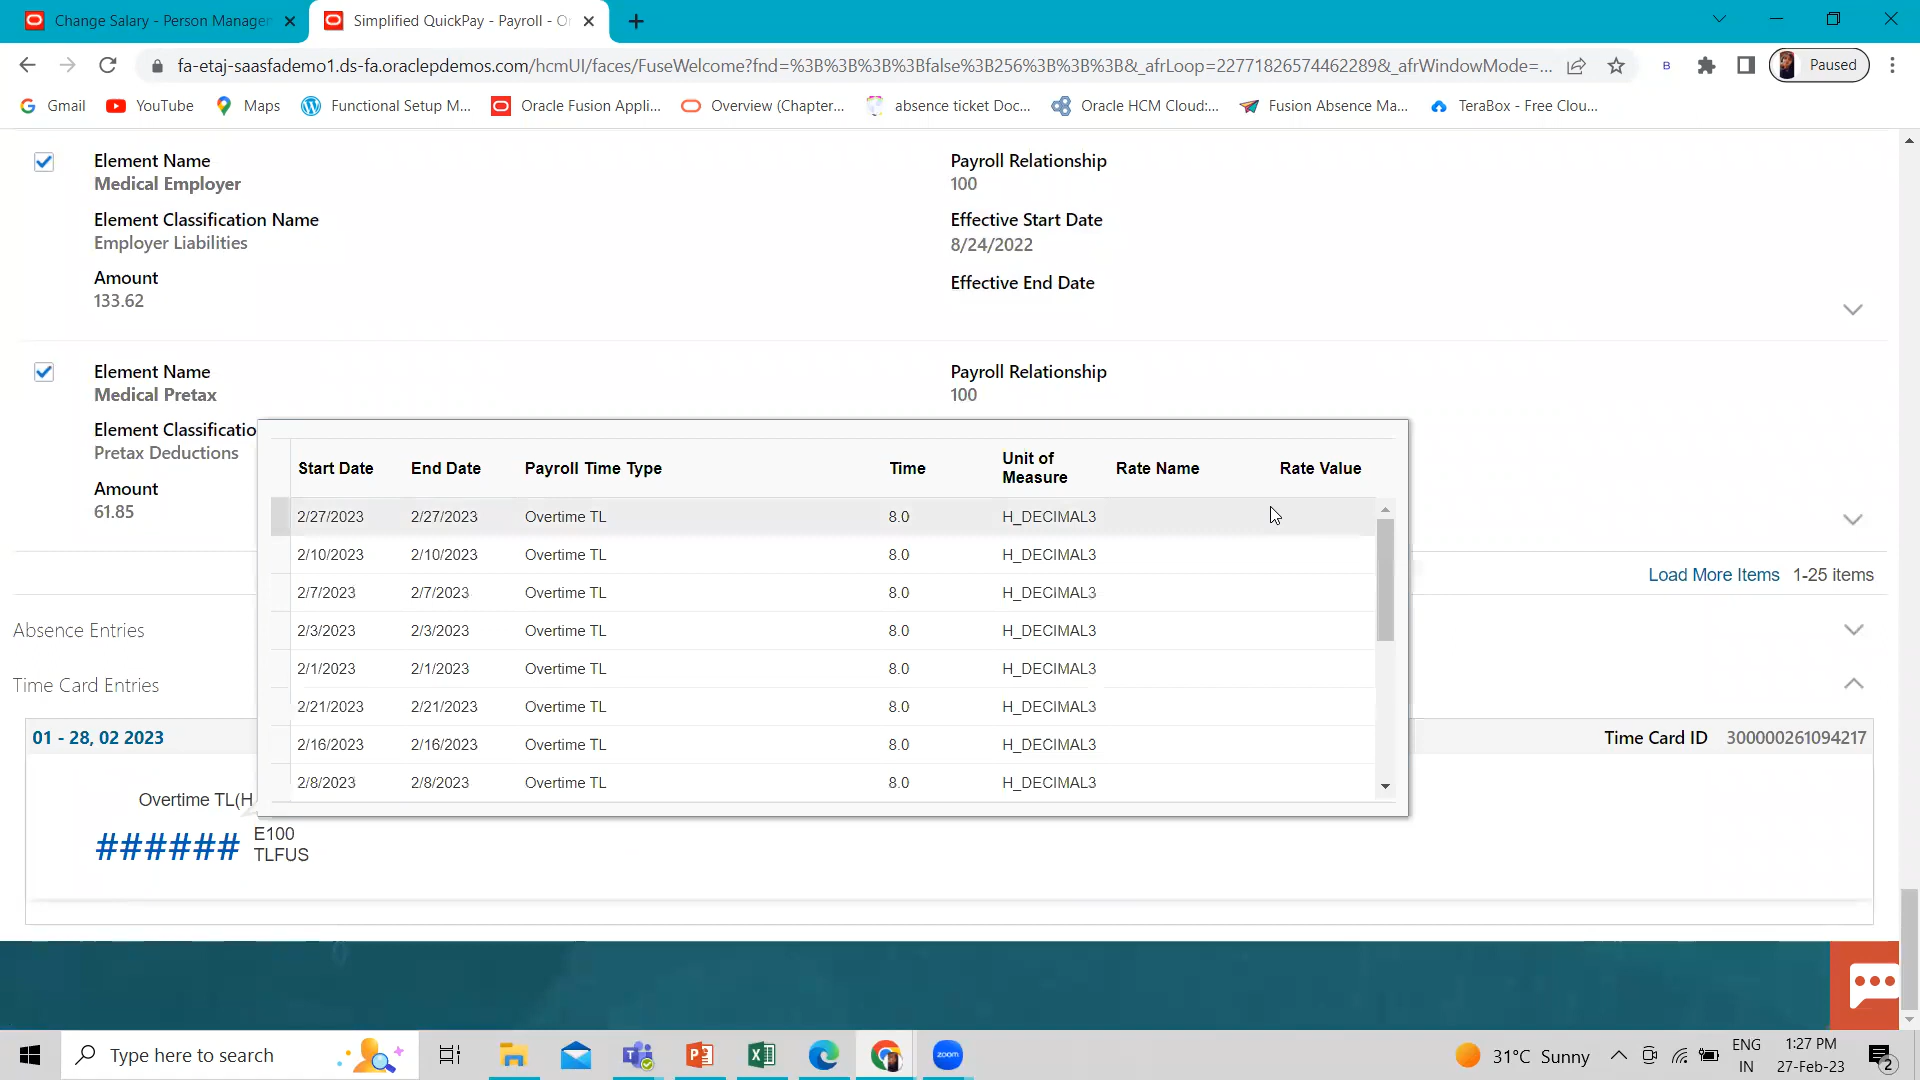 Change Salary - Person Managem
Simplified QuickPay - Payroll - Or
fa-etaj-saasfademo1.ds-fa.oraclepdemos.com/hcmUI/faces/FuseWelcome?fnd=%3B%3B%3B%3Bfalse%3B256%3B%3B%3B&_afrLoop=22771826574462289&_afrWindowMode=...
B
Paused
Gmail
YouTube
Maps
Functional Setup M...
Oracle Fusion Appli...
Overview (Chapter...
absence ticket Doc...
Oracle HCM Cloud:...
Fusion Absence Ma...
TeraBox - Free Clou...
Element Name
Medical Employer
Payroll Relationship
100
Element Classification Name
Employer Liabilities
Effective Start Date
8/24/2022
Amount
133.62
Effective End Date
Element Name
Medical Pretax
Payroll Relationship
100
Element Classificatio
Pretax Deductions
Amount
61.85
Start Date End Date Payroll Time Type Time Unit of Measure Rate Name Rate Value
2/27/2023 2/27/2023 Overtime TL 8.0 H_DECIMAL3
2/10/2023 2/10/2023 Overtime TL 8.0 H_DECIMAL3
2/7/2023 2/7/2023 Overtime TL 8.0 H_DECIMAL3
2/3/2023 2/3/2023 Overtime TL 8.0 H_DECIMAL3
2/1/2023 2/1/2023 Overtime TL 8.0 H_DECIMAL3
2/21/2023 2/21/2023 Overtime TL 8.0 H_DECIMAL3
2/16/2023 2/16/2023 Overtime TL 8.0 H_DECIMAL3
2/8/2023 2/8/2023 Overtime TL 8.0 H_DECIMAL3
Load More Items 1-25 items
Absence Entries
Time Card Entries
01 - 28, 02 2023
Time Card ID 300000261094217
Overtime TL(H
######
E100
TLFUS
Type here to search
zoom
31°C Sunny
ENG
IN
1:27 PM
27-Feb-23
2